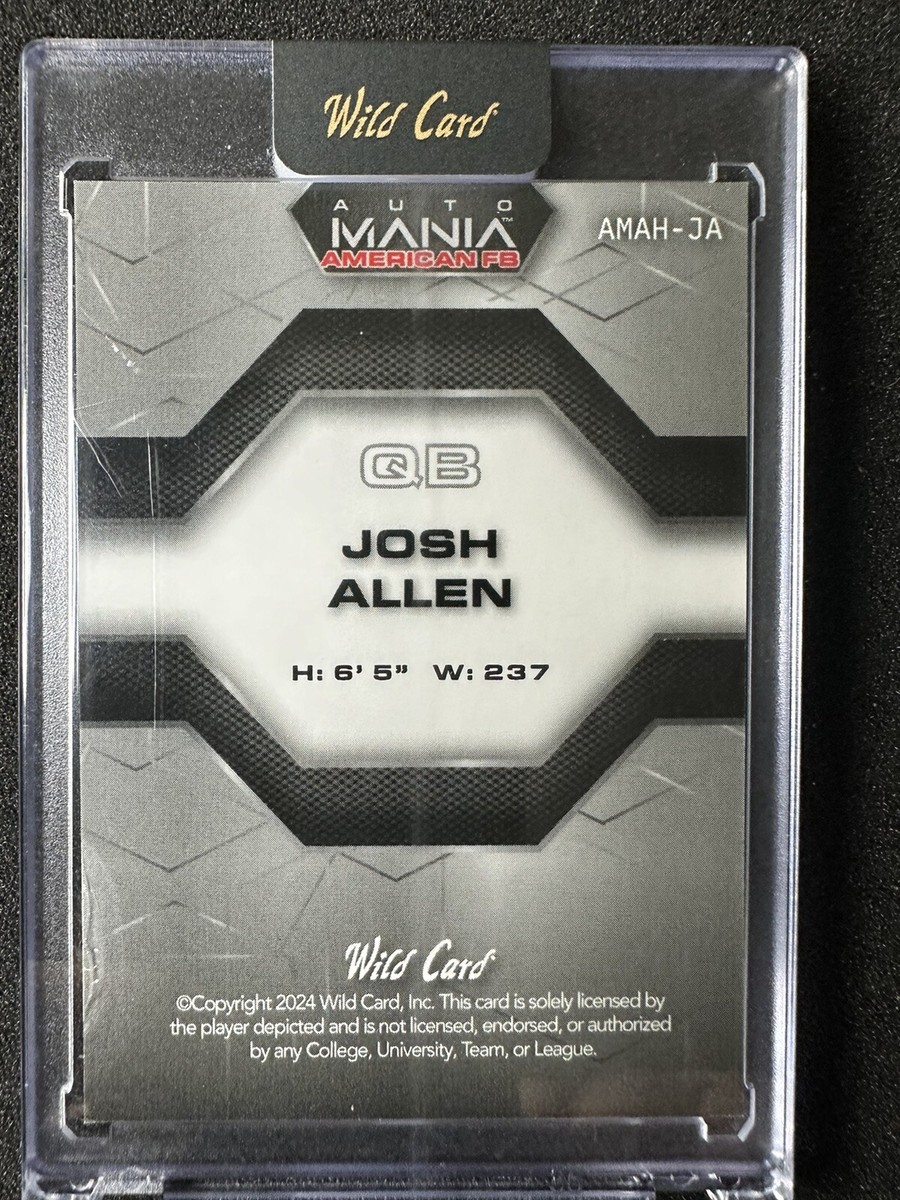 Wild Card
AUTO
MANIA™
AMERICAN FB
AMAH-JA
QB
JOSH
ALLEN
H: 6' 5" W: 237
Wild Card
©Copyright 2024 Wild Card, Inc. This card is solely licensed by
the player depicted and is not licensed, endorsed, or authorized
by any College, University, Team, or League.